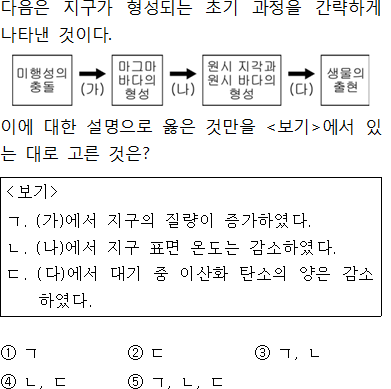 다음은 지구가 형성되는 초기 과정을 간략하게
나타낸 것이다.
미행성의
충돌
(가)
마그마
바다의
형성
(나)
원시 지각과
원시 바다의
형성
(다)
생물의
출현
이에 대한 설명으로 옳은 것만을 <보기>에서 있
는 대로 고른 것은?
<보기>
ㄱ. (가)에서 지구의 질량이 증가하였다.
ㄴ. (나)에서 지구 표면 온도는 감소하였다.
ㄷ. (다)에서 대기 중 이산화 탄소의 양은 감소
하였다.
① ㄱ ② ㄷ ③ ㄱ, ㄴ
④ ㄴ, ㄷ ⑤ ㄱ, ㄴ, ㄷ